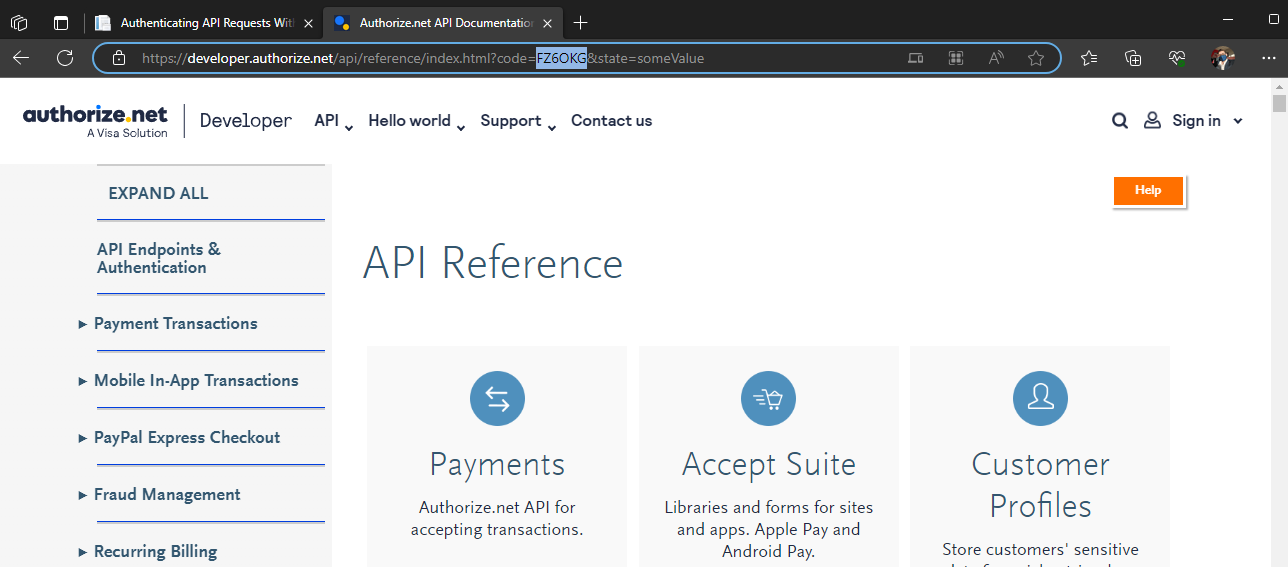 Authenticating API Requests Wit
Authorize.net API Documentation
https://developer.authorize.net/api/reference/index.html?code=FZ6OKG&state=someValue
authorize.net
A Visa Solution
Developer
API
Hello world
Support
Contact us
Sign in
EXPAND ALL
API Endpoints &
Authentication
Payment Transactions
Mobile In-App Transactions
PayPal Express Checkout
Fraud Management
Recurring Billing
Help
API Reference
Payments
Authorize.net API for
accepting transactions.
Accept Suite
Libraries and forms for sites
and apps. Apple Pay and
Android Pay.
Customer
Profiles
Store customers' sensitive